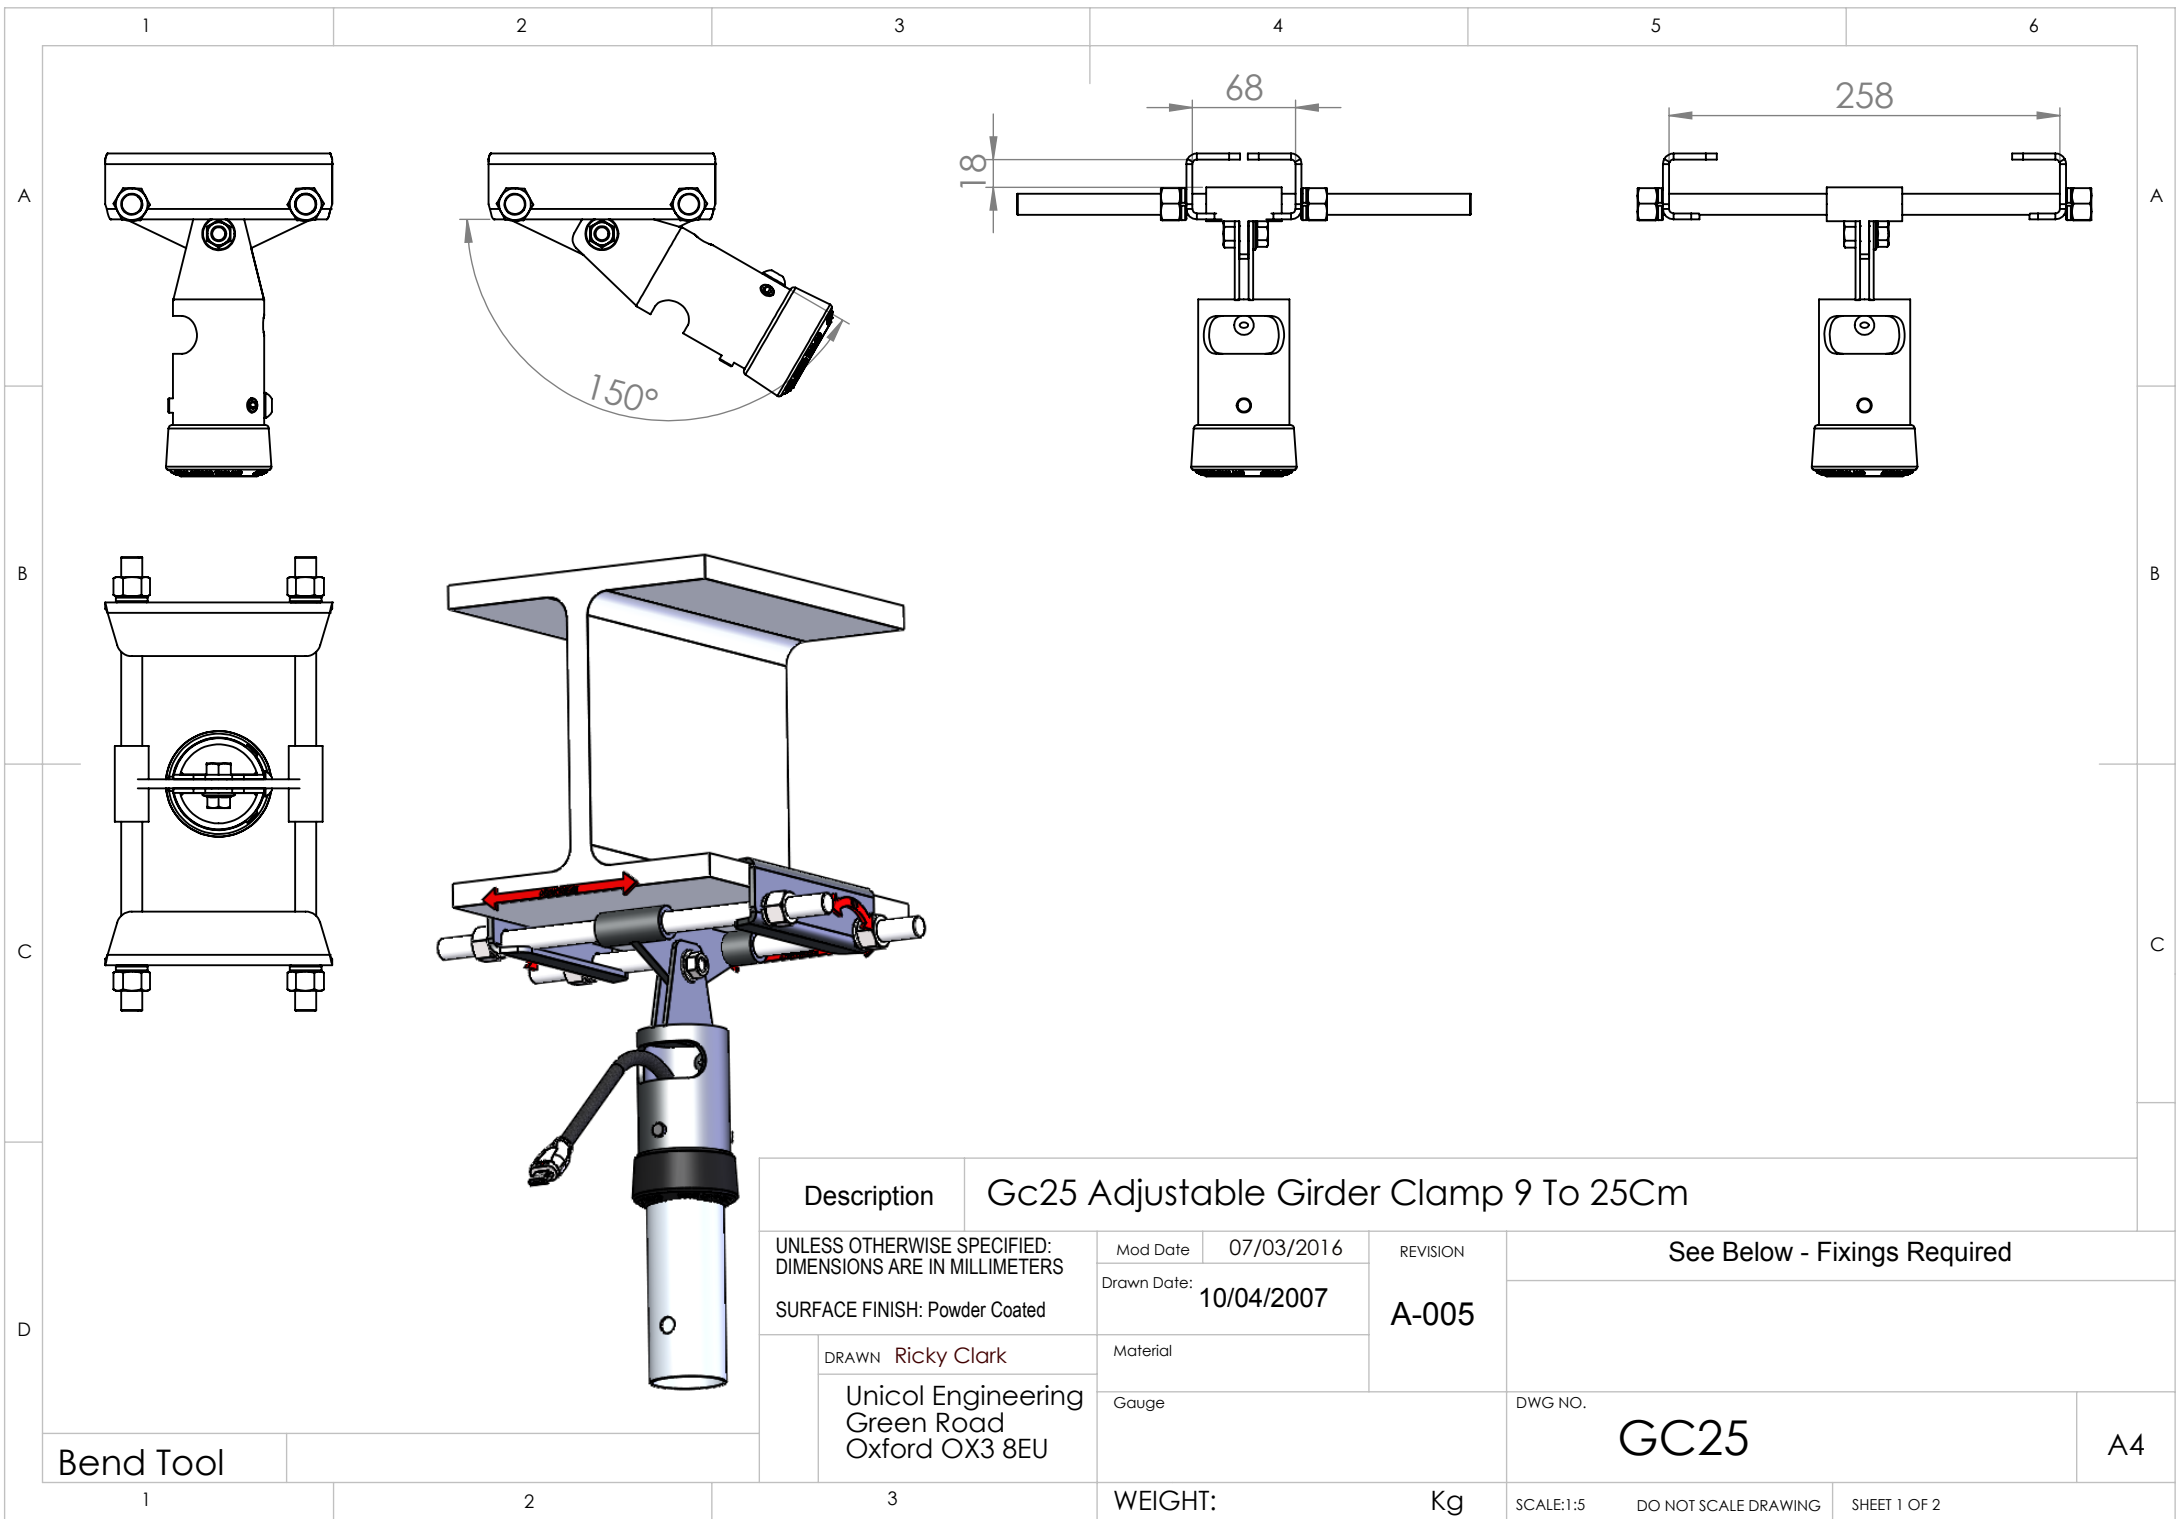 1 2 3 4 5 6
68
258
18
A A
150°
B B
C C
D
Description
Gc25 Adjustable Girder Clamp 9 To 25Cm
UNLESS OTHERWISE SPECIFIED:
DIMENSIONS ARE IN MILLIMETERS
SURFACE FINISH: Powder Coated
Mod Date 07/03/2016
Drawn Date: 10/04/2007
REVISION
A-005
See Below - Fixings Required
DRAWN Ricky Clark
Unicol Engineering
Green Road
Oxford OX3 8EU
Material
Gauge
DWG NO.
GC25
A4
Bend Tool
1 2 3
WEIGHT: Kg
SCALE:1:5
DO NOT SCALE DRAWING
SHEET 1 OF 2